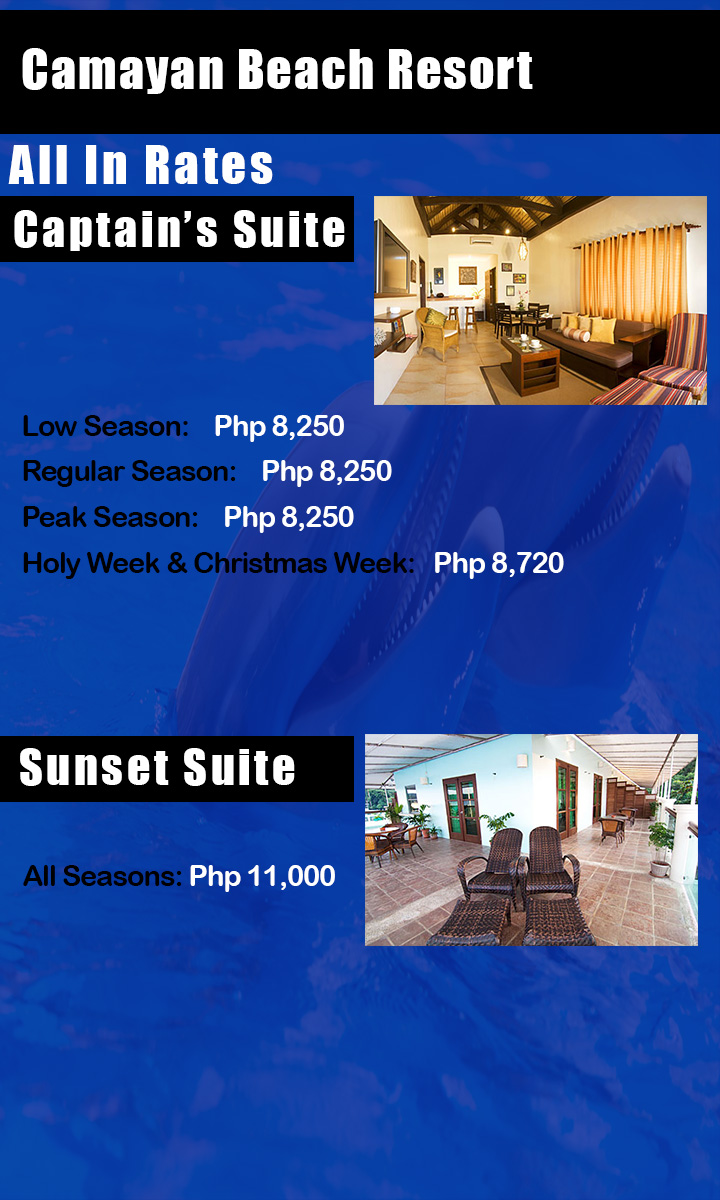 Camayan Beach Resort
All In Rates
Captain’s Suite
Low Season: Php 8,250
Regular Season: Php 8,250
Peak Season: Php 8,250
Holy Week & Christmas Week: Php 8,720
Sunset Suite
All Seasons: Php 11,000